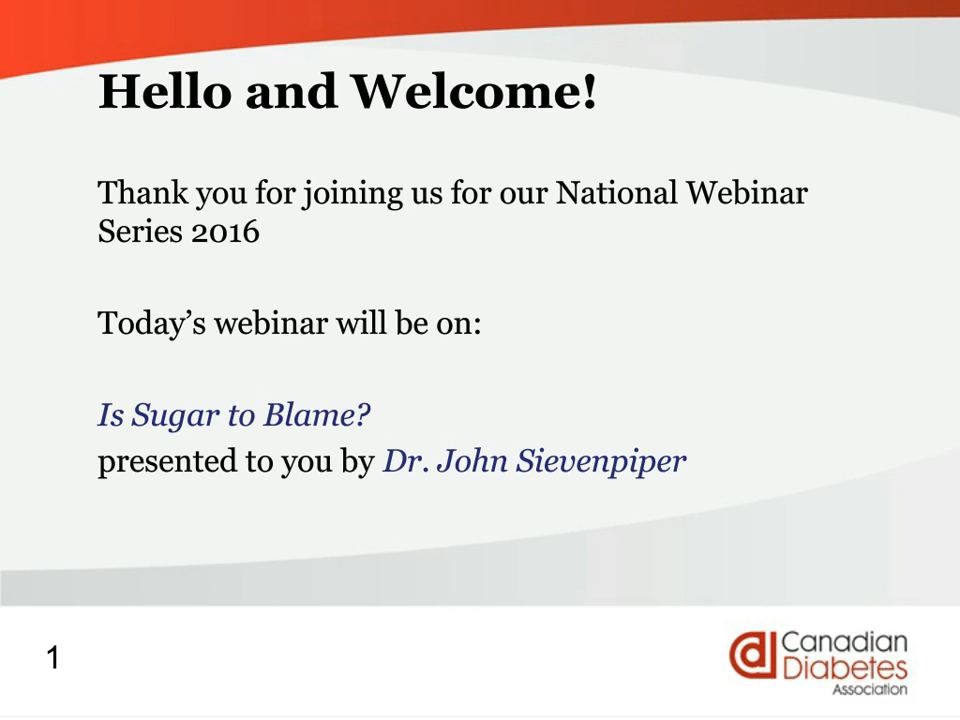 Hello and Welcome!
Thank you for joining us for our National Webinar
Series 2016
Today’s webinar will be on:
Is Sugar to Blame?
presented to you by Dr. John Sievenpiper
1
Canadian
Diabetes
Association